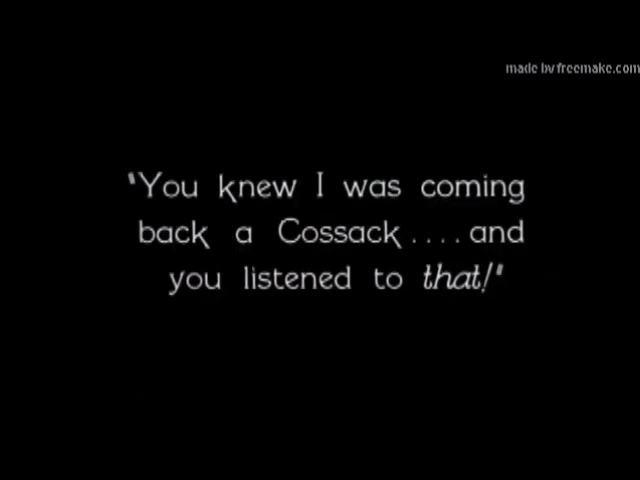 made by freemake.com
"You knew I was coming
back a Cossack....and
you listened to that!"